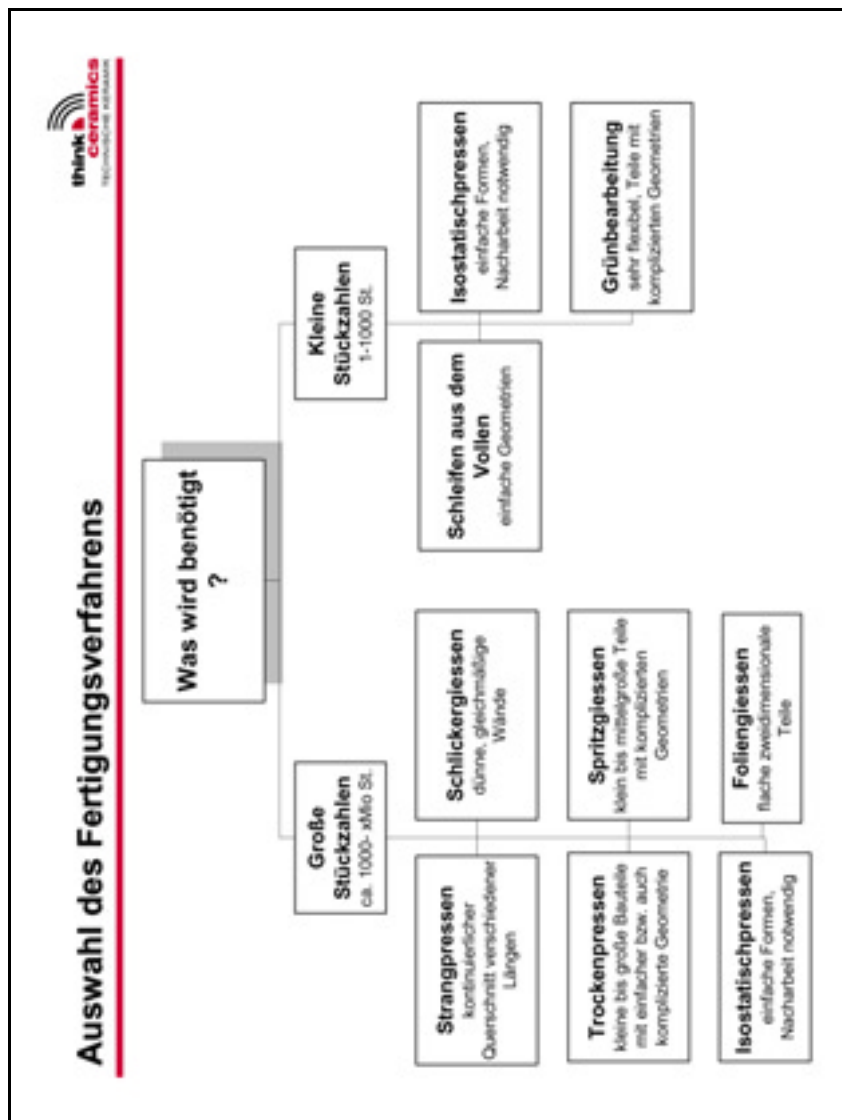 Auswahl des Fertigungsverfahrens
think
ceramics
TECHNISCHE KERAMIK
Was wird benötigt
?
Große
Stückzahlen
ca. 1000- xMio St.
Strangpressen
kontinuierlicher
Querschnitt verschiedener
Längen
Schlickergiessen
dünne, gleichmäßige
Wände
Trockenpressen
kleine bis große Bauteile
mit einfacher bzw. auch
komplizierte Geometrie
Spritzgiessen
klein bis mittelgroße Teile
mit komplizierten
Geometrien
Isostatischpressen
einfache Formen,
Nacharbeit notwendig
Foliengiessen
flache zweidimensionale
Teile
Kleine
Stückzahlen
1-1000 St.
Schleifen aus dem
Vollen
einfache Geometrien
Isostatischpressen
einfache Formen,
Nacharbeit notwendig
Grünbearbeitung
sehr flexibel, Teile mit
komplizierten Geometrien